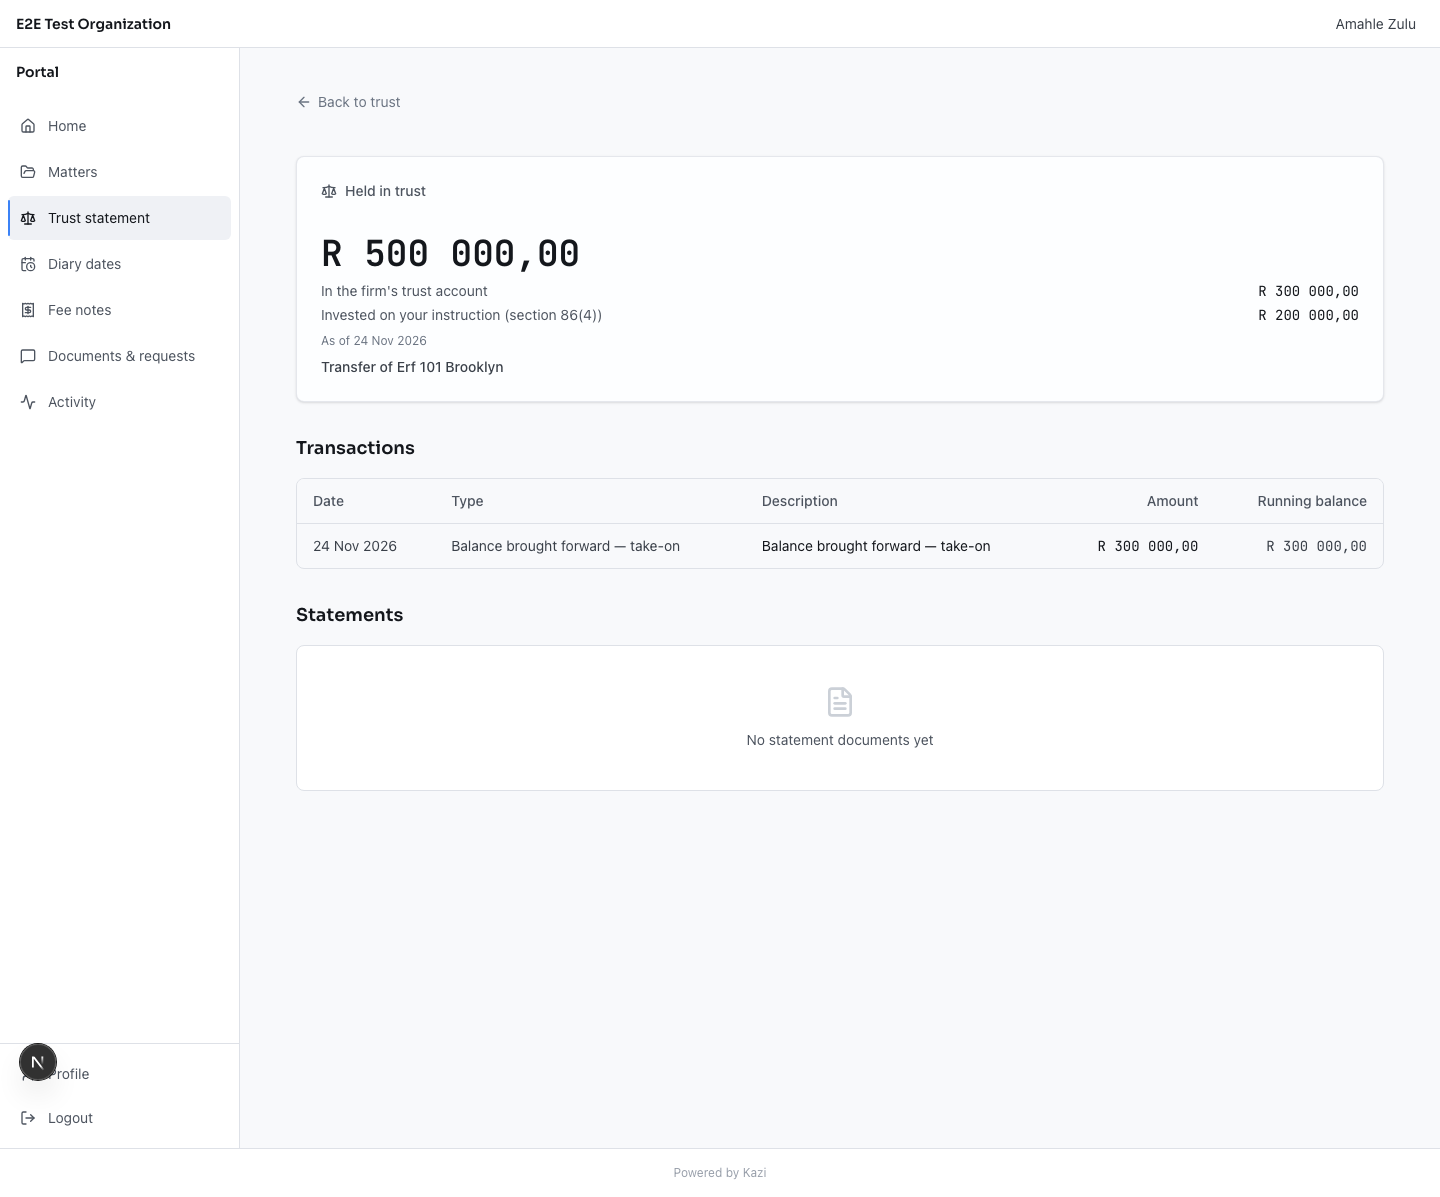 E2E Test Organization
Amahle Zulu
Portal
Home
Matters
Trust statement
Diary dates
Fee notes
Documents & requests
Activity
Back to trust
Held in trust
R 500 000,00
In the firm's trust account R 300 000,00
Invested on your instruction (section 86(4)) R 200 000,00
As of 24 Nov 2026
Transfer of Erf 101 Brooklyn
Transactions
Date Type Description Amount Running balance
24 Nov 2026 Balance brought forward — take-on Balance brought forward — take-on R 300 000,00 R 300 000,00
Statements
No statement documents yet
N
Profile
Logout
Powered by Kazi